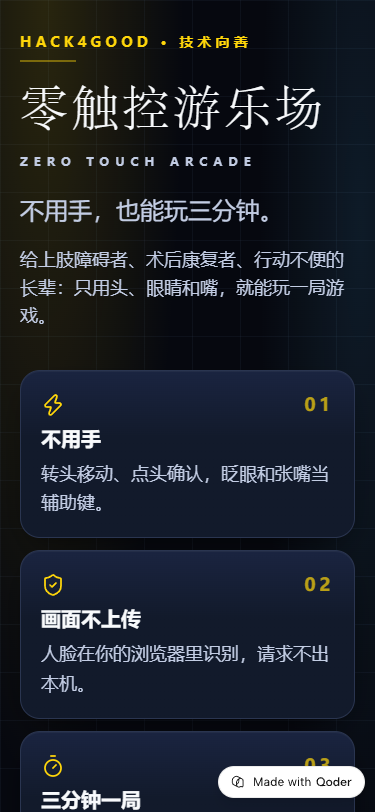 HACK4GOOD • 技术向善
零触控游乐场
ZERO TOUCH ARCADE
不用手，也能玩三分钟。
给上肢障碍者、术后康复者、行动不便的
长辈：只用头、眼睛和嘴，就能玩一局游
戏。
01
不用手
转头移动、点头确认，眨眼和张嘴当
辅助键。
02
画面不上传
人脸在你的浏览器里识别，请求不出
本机。
03
三分钟一局
Made with Qoder